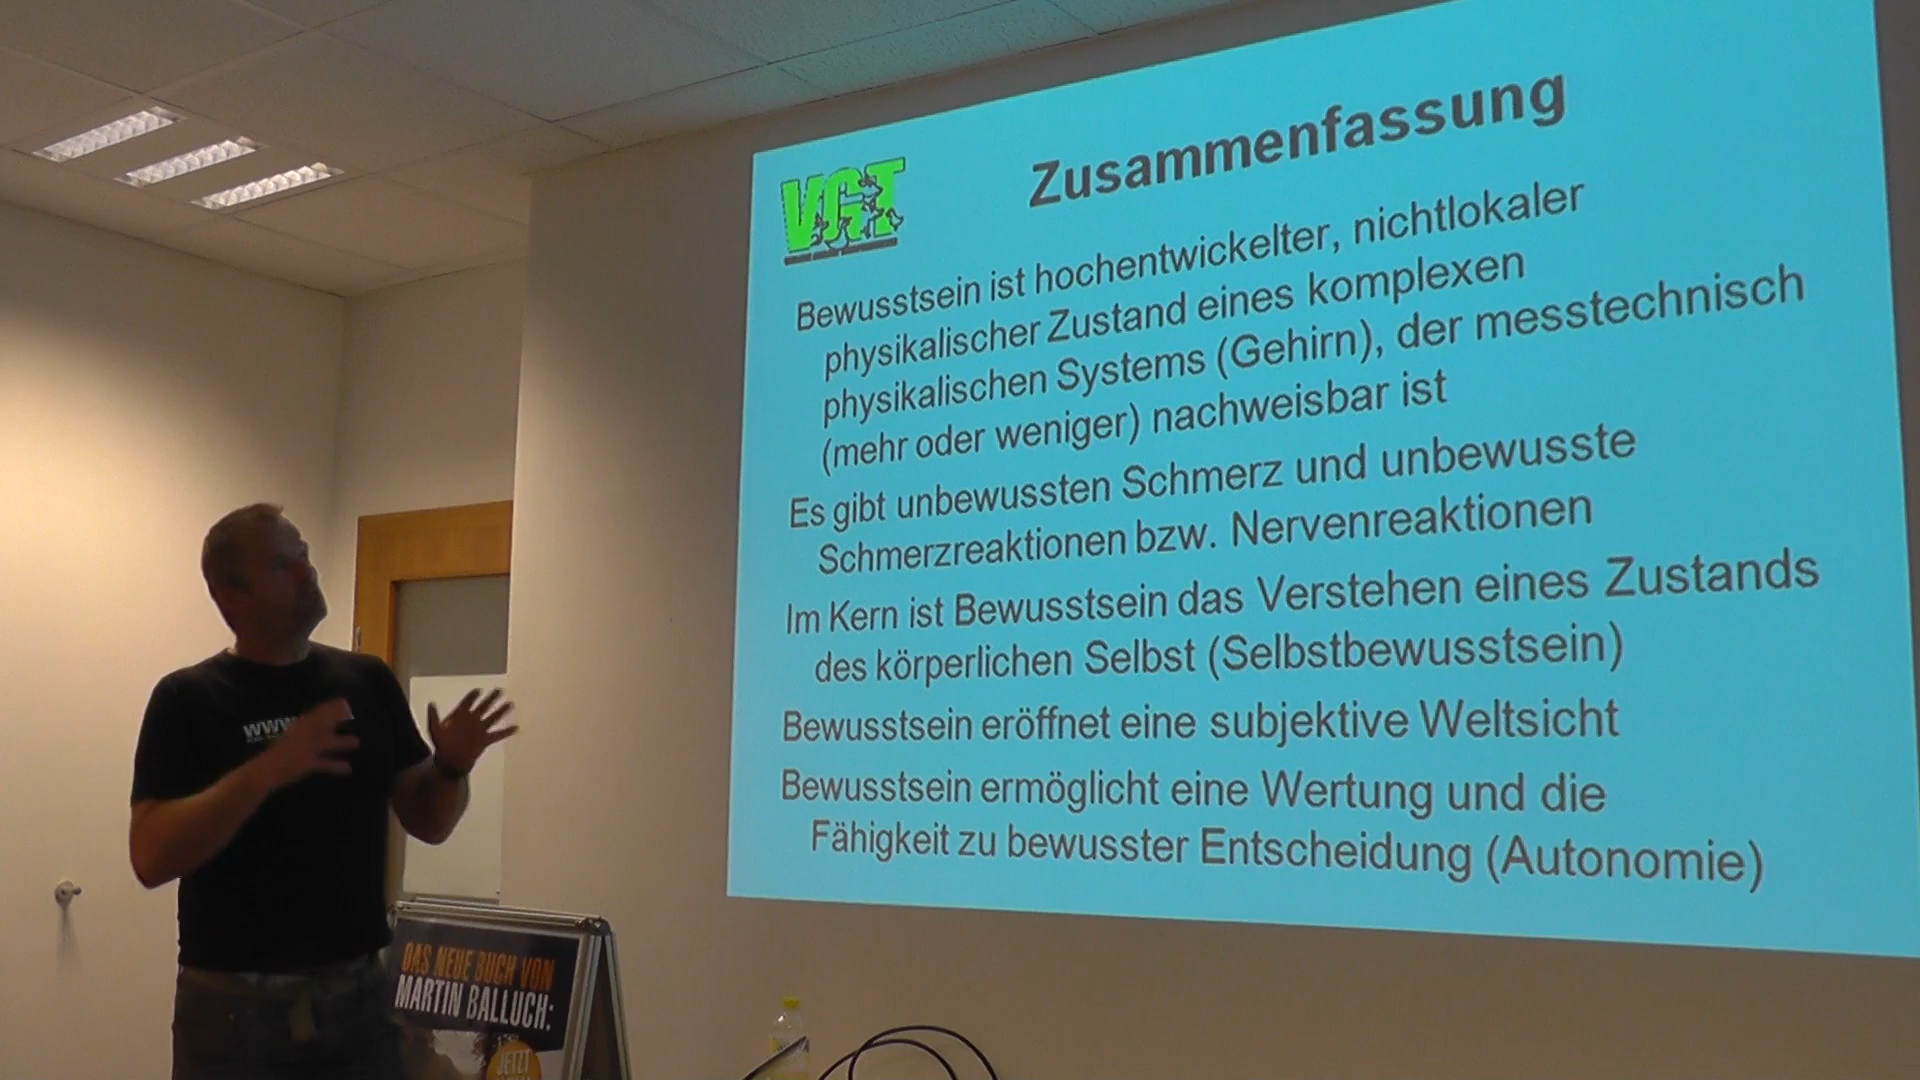 VGT
Zusammenfassung
Bewusstsein ist hochentwickelter, nichtlokaler
physikalischer Zustand eines komplexen
physikalischen Systems (Gehirn), der messtechnisch
(mehr oder weniger) nachweisbar ist
Es gibt unbewussten Schmerz und unbewusste
Schmerzreaktionen bzw. Nervenreaktionen
Im Kern ist Bewusstsein das Verstehen eines Zustands
des körperlichen Selbst (Selbstbewusstsein)
Bewusstsein eröffnet eine subjektive Weltsicht
Bewusstsein ermöglicht eine Wertung und die
Fähigkeit zu bewusster Entscheidung (Autonomie)
www
DAS NEUE BUCH VON
MARTIN BALLUCH:
JETZT